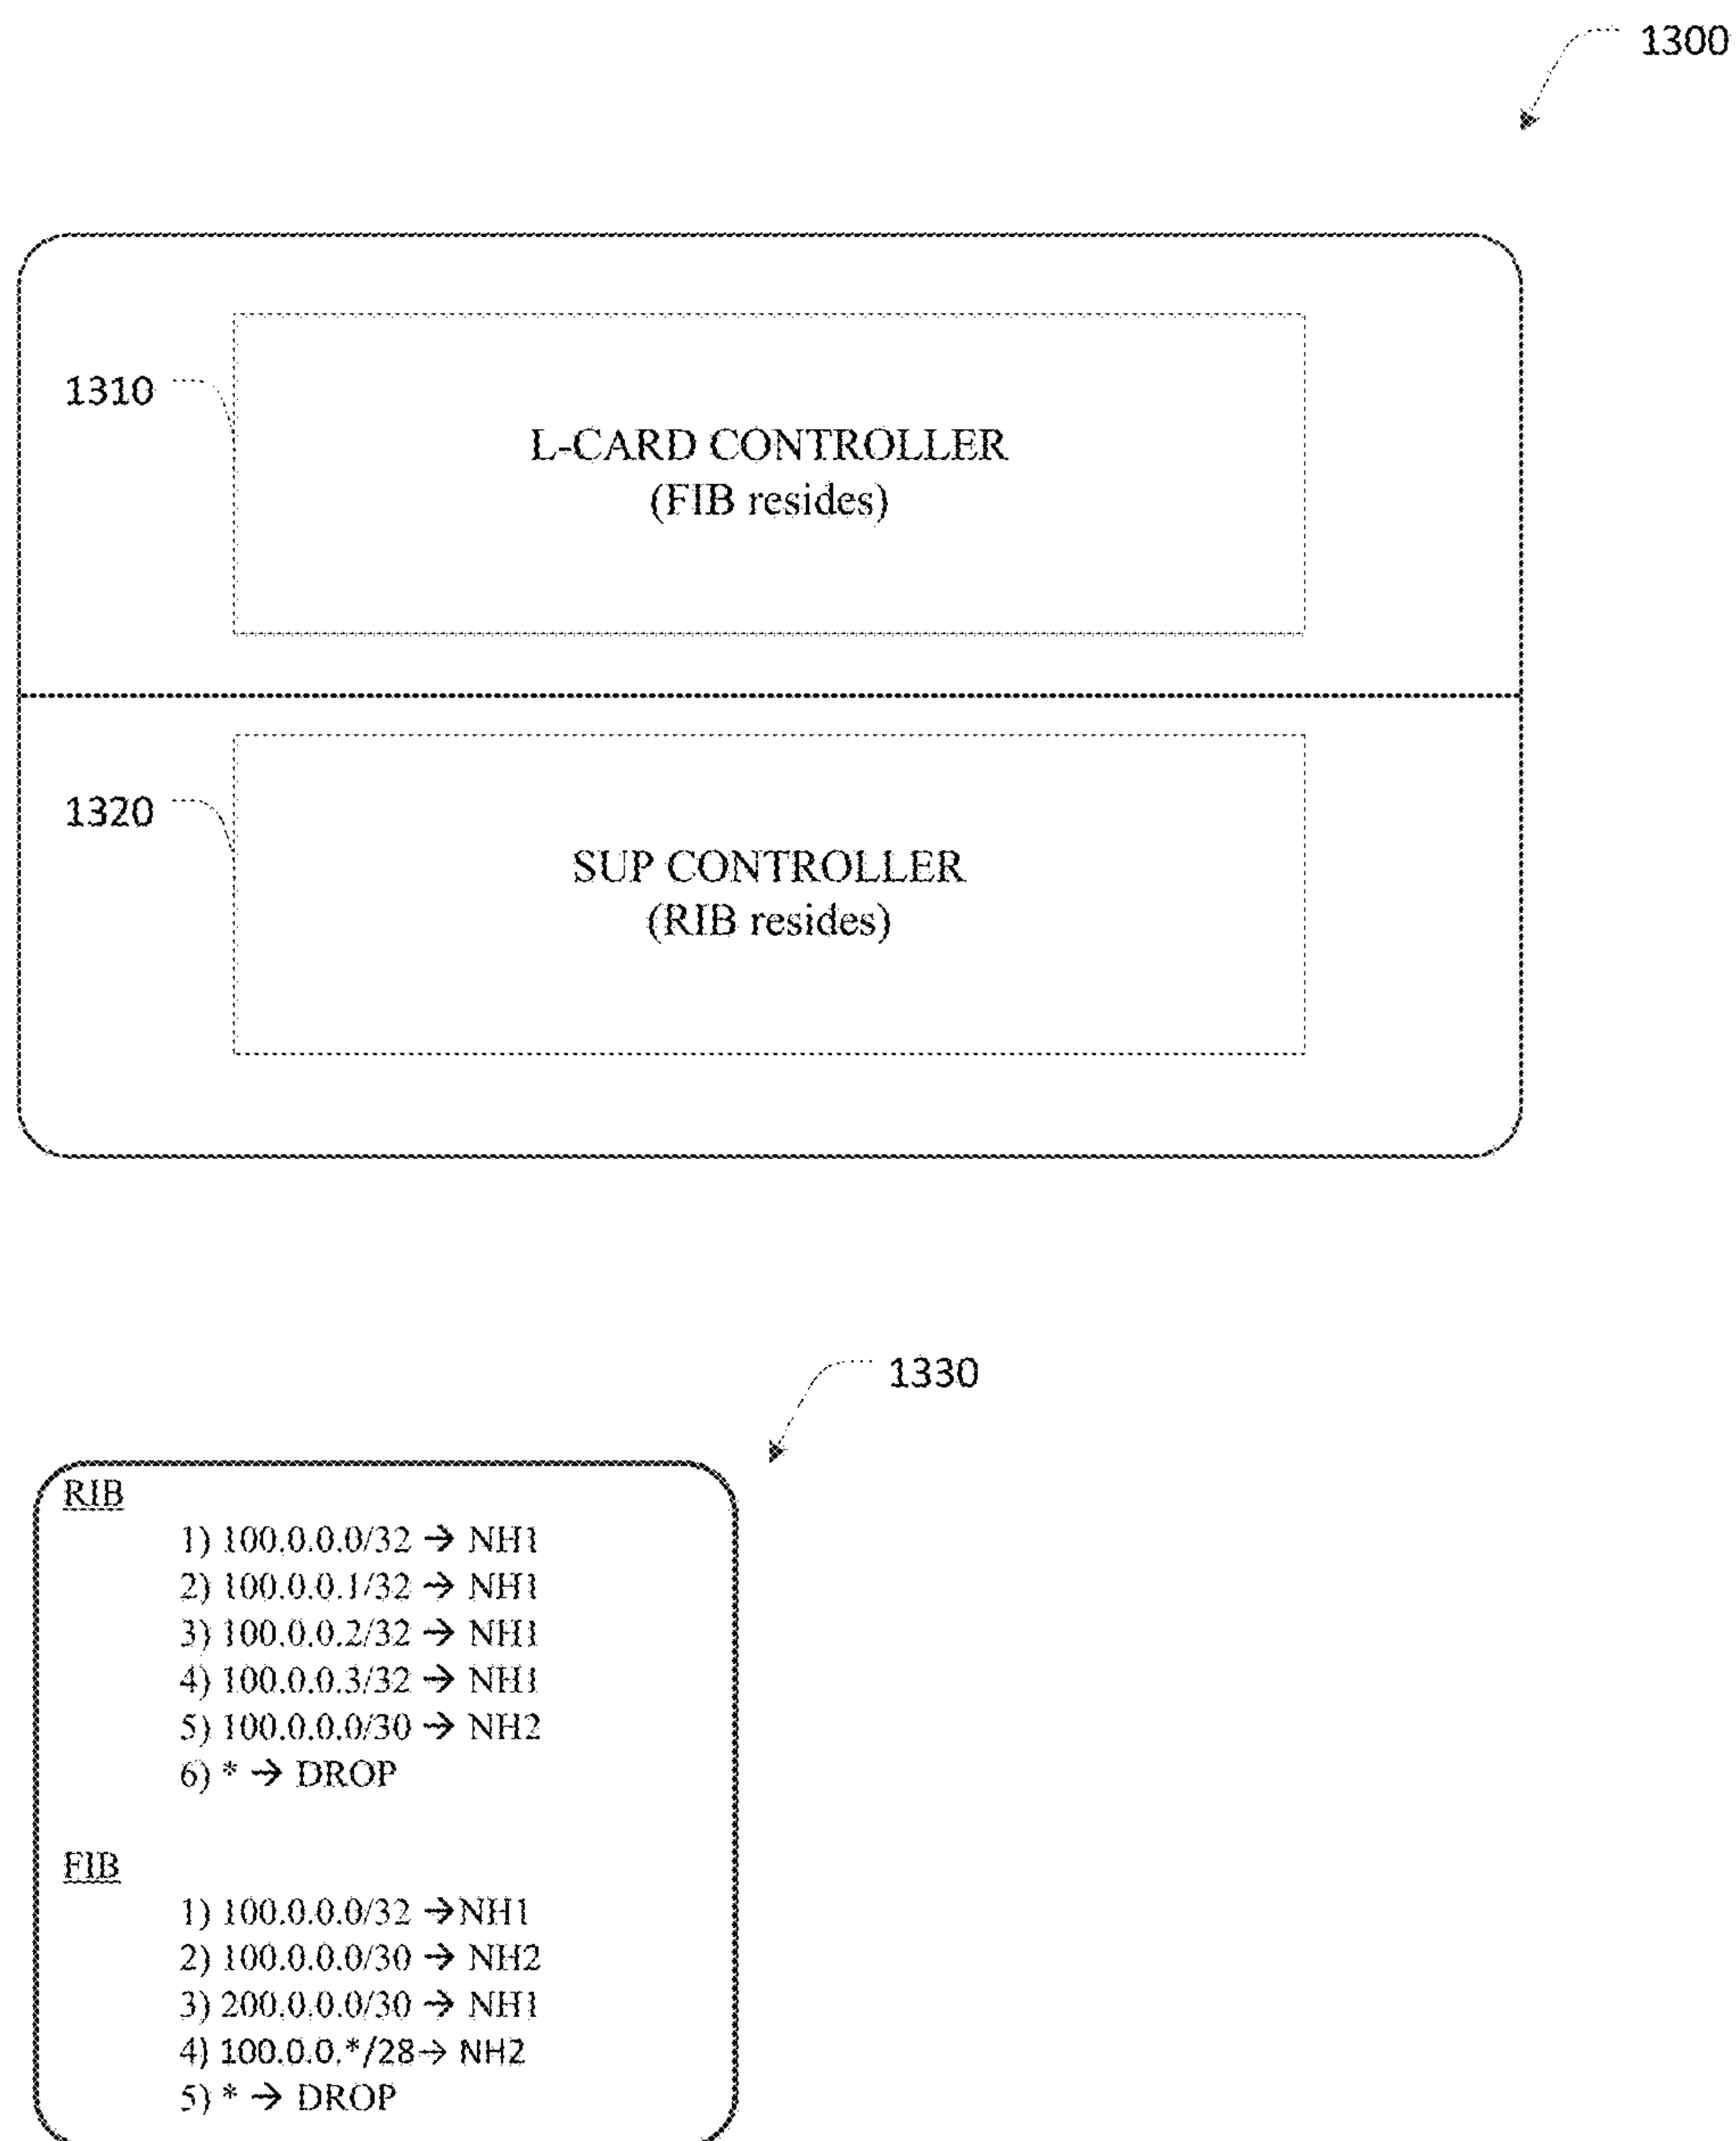 1300
1310
L-CARD CONTROLLER
(FIB resides)
1320
SUP CONTROLLER
(RIB resides)
1330
RIB
1) 100.0.0.0/32 → NH1
2) 100.0.0.1/32 → NH1
3) 100.0.0.2/32 → NH1
4) 100.0.0.3/32 → NH1
5) 100.0.0.0/30 → NH2
6) * → DROP
FIB
1) 100.0.0.0/32 →NH1
2) 100.0.0.0/30 → NH2
3) 200.0.0.0/30 → NH1
4) 100.0.0.*/28→ NH2
5) * → DROP